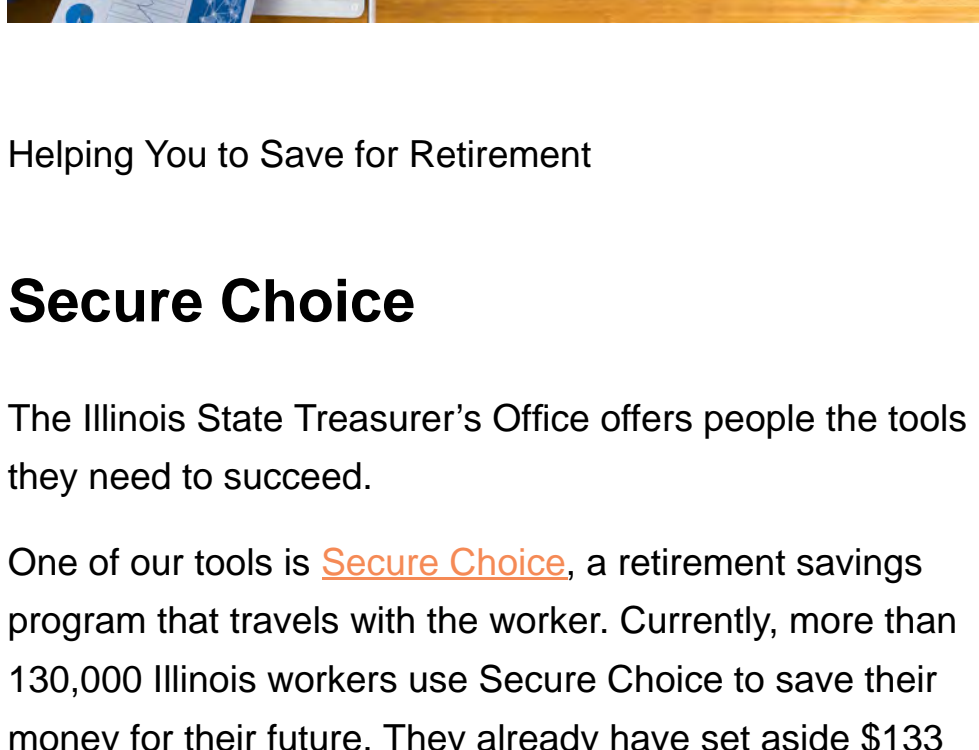 Helping You to Save for Retirement
Secure Choice
The Illinois State Treasurer’s Office offers people the tools
they need to succeed.
One of our tools is Secure Choice, a retirement savings
program that travels with the worker. Currently, more than
130,000 Illinois workers use Secure Choice to save their
money for their future. They already have set aside $133